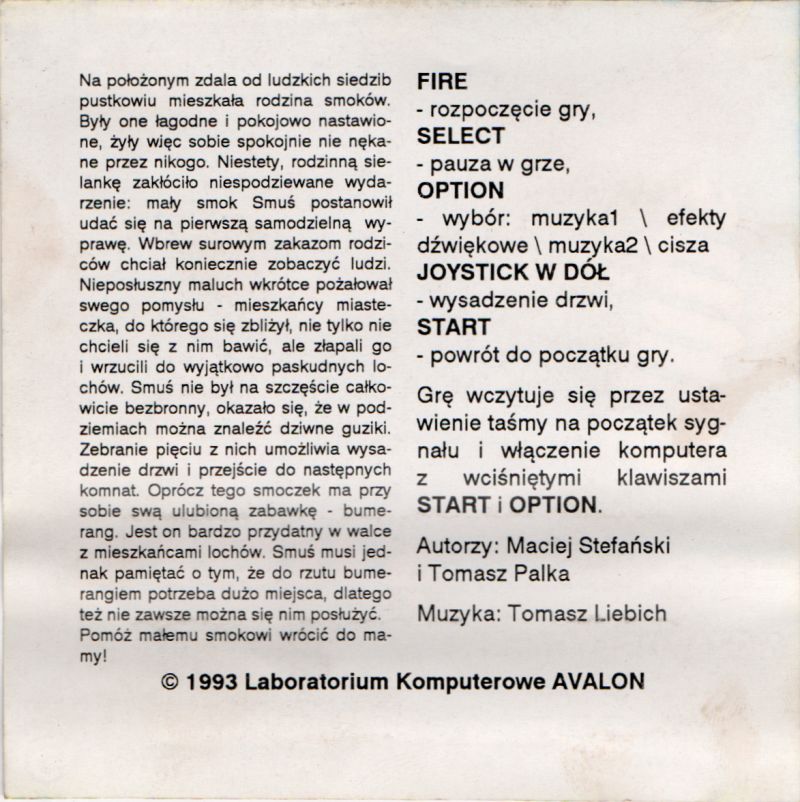 Na położonym zdala od ludzkich siedzib
pustkowiu mieszkała rodzina smoków.
Były one łagodne i pokojowo nastawio-
ne, żyły więc sobie spokojnie nie nęka-
ne przez nikogo. Niestety, rodzinną sie-
lankę zakłóciło niespodziewane wyda-
rzenie: mały smok Smuś postanowił
udać się na pierwszą samodzielną wy-
prawę. Wbrew surowym zakazom rodzi-
ców chciał koniecznie zobaczyć ludzi.
Nieposłuszny maluch wkrótce pożałował
swego pomysłu - mieszkańcy miaste-
czka, do którego się zbliżył, nie tylko nie
chcieli się z nim bawić, ale złapali go
i wrzucili do wyjątkowo paskudnych lo-
chów. Smuś nie był na szczęście całko-
wicie bezbronny, okazało się, że w pod-
ziemiach można znaleźć dziwne guziki.
Zebranie pięciu z nich umożliwia wysa-
dzenie drzwi i przejście do następnych
komnat. Oprócz tego smoczek ma przy
sobie swą ulubioną zabawkę - bume-
rang. Jest on bardzo przydatny w walce
z mieszkańcami lochów. Smuś musi jed-
nak pamiętać o tym, że do rzutu bume-
rangiem potrzeba dużo miejsca, dlatego
też nie zawsze można się nim posłużyć.
Pomóż małemu smokowi wrócić do ma-
my!
FIRE
- rozpoczęcie gry,
SELECT
- pauza w grze,
OPTION
- wybór: muzyka1 \ efekty
dźwiękowe \ muzyka2 \ cisza
JOYSTICK W DÓŁ
- wysadzenie drzwi,
START
- powrót do początku gry.
Grę wczytuje się przez usta-
wienie taśmy na początek syg-
nału i włączenie komputera
z wciśniętymi klawiszami
START i OPTION.
Autorzy: Maciej Stefański
i Tomasz Palka
Muzyka: Tomasz Liebich
© 1993 Laboratorium Komputerowe AVALON